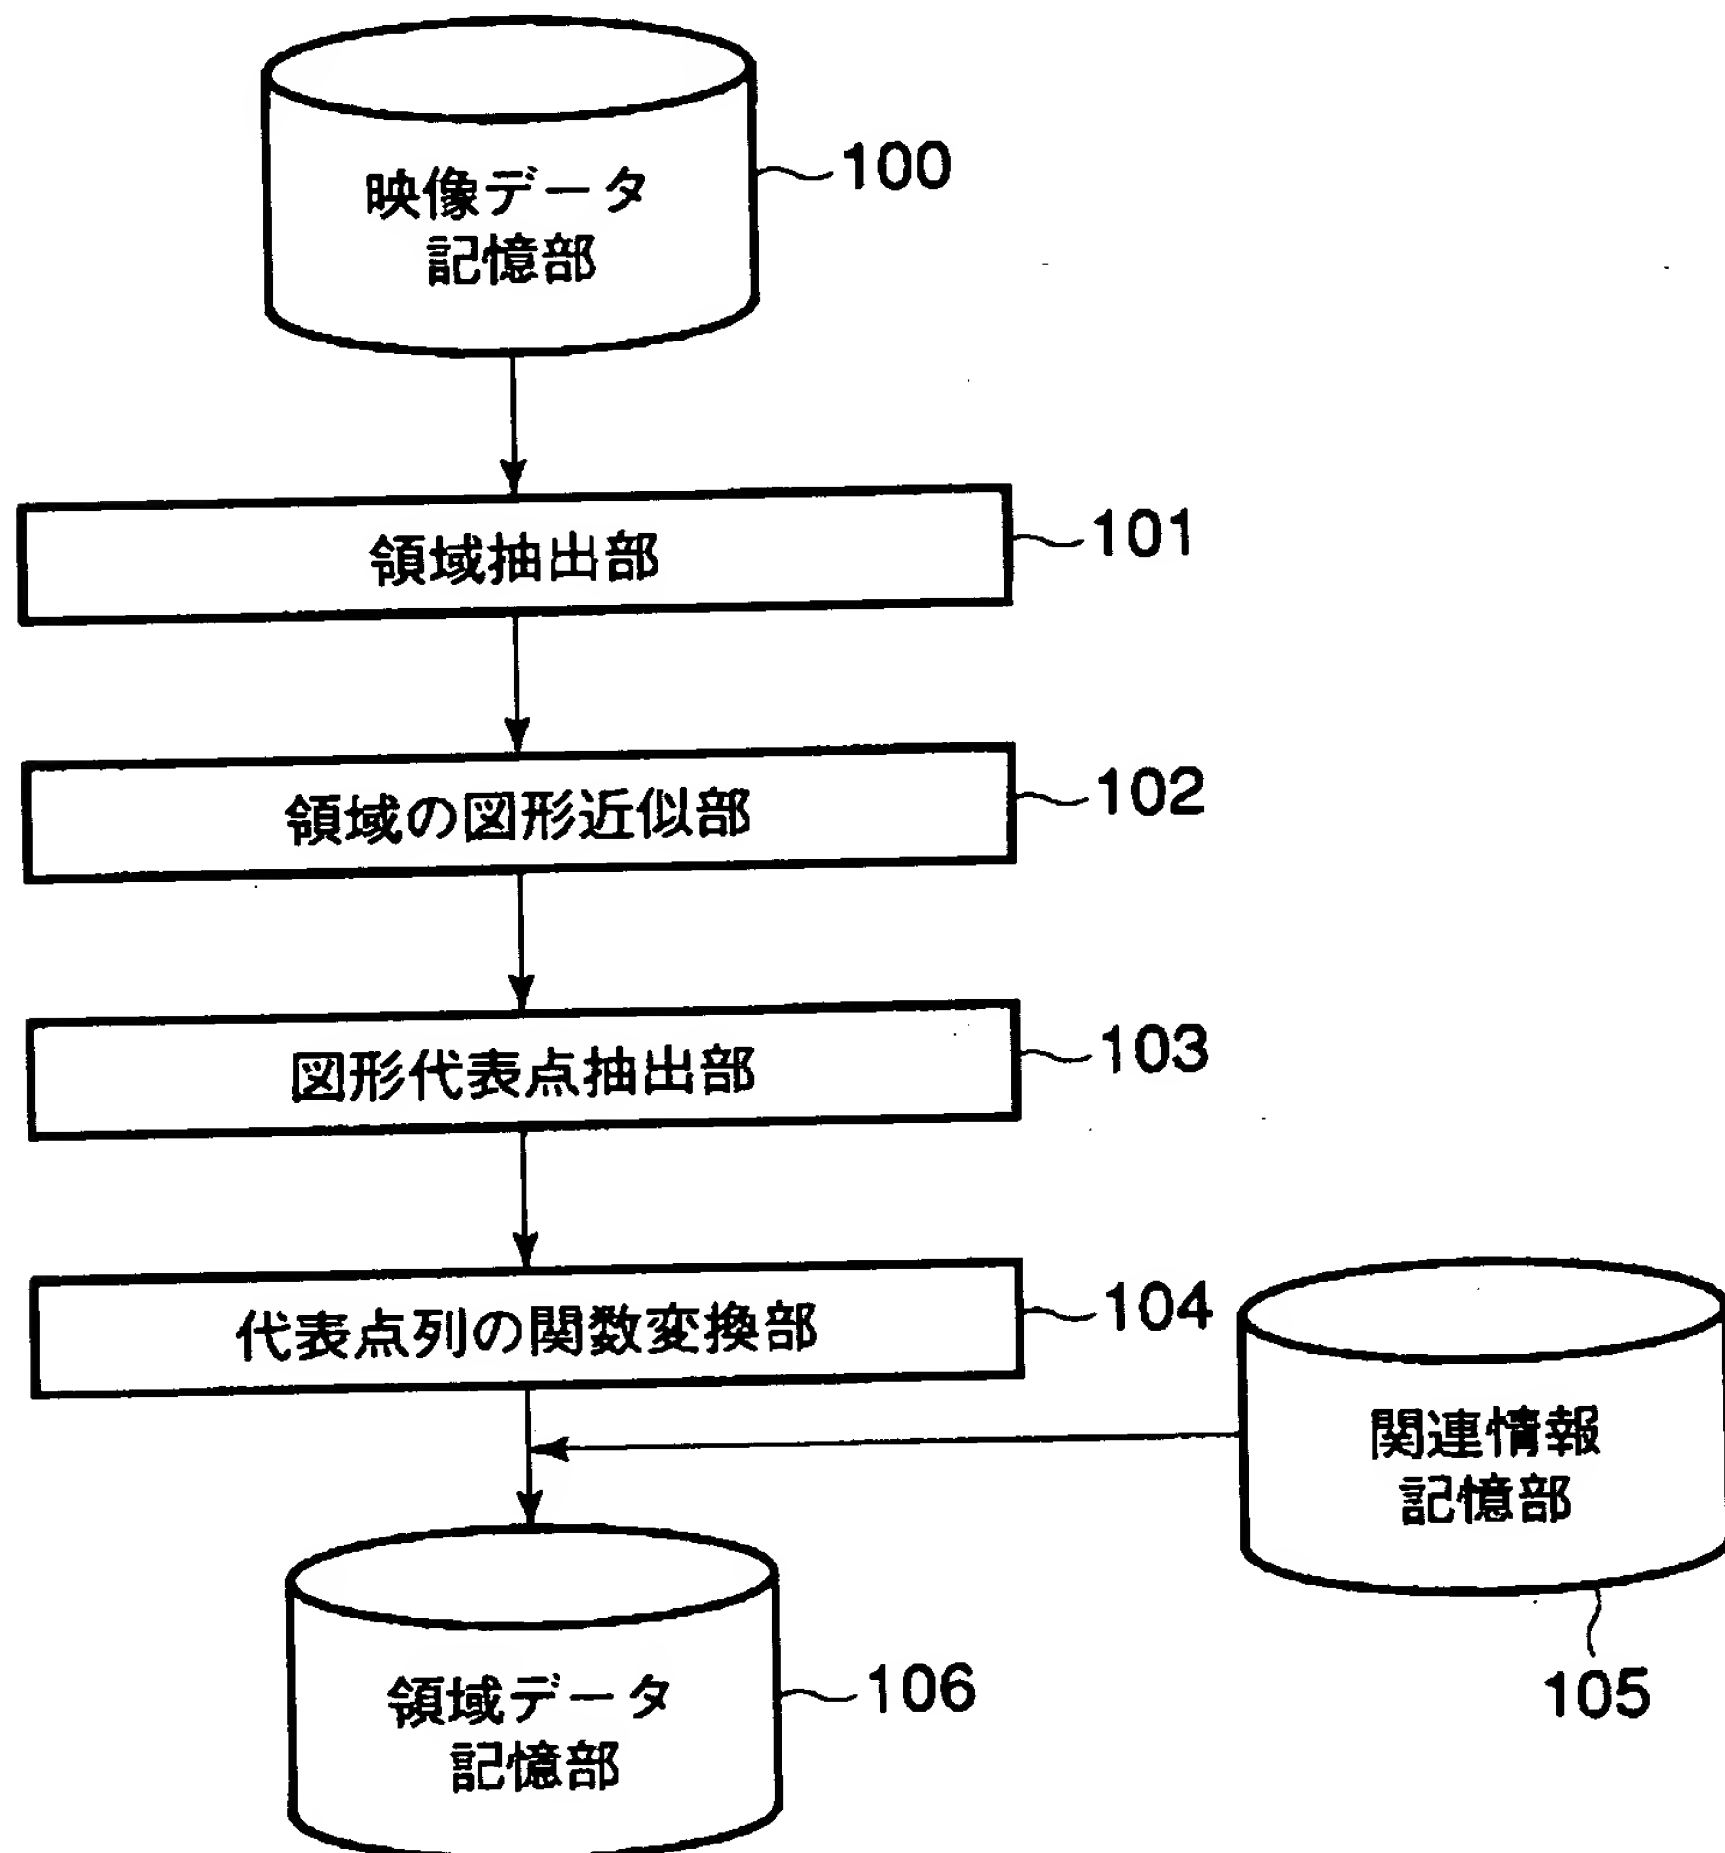 映像データ
記憶部
100
領域抽出部
101
領域の図形近似部
102
図形代表点抽出部
103
代表点列の関数変換部
104
関連情報
記憶部
105
領域データ
記憶部
106